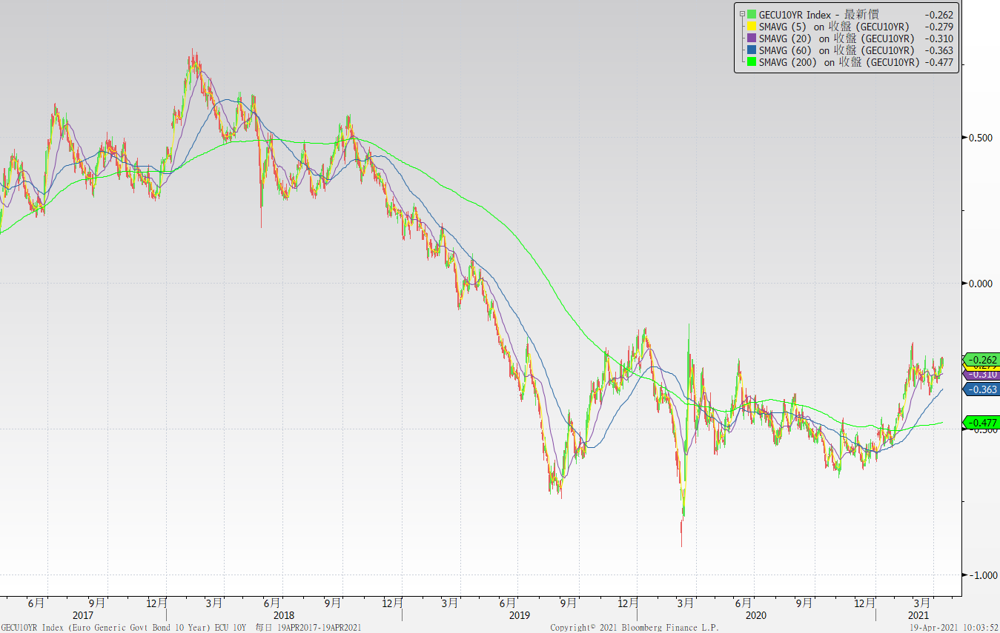 GECU10YR Index - 最新價 -0.262
SMAVG (5) on 收盤 (GECU10YR) -0.279
SMAVG (20) on 收盤 (GECU10YR) -0.310
SMAVG (60) on 收盤 (GECU10YR) -0.363
SMAVG (200) on 收盤 (GECU10YR) -0.477
0.500
0.000
-0.262
-0.279
-0.310
-0.363
-0.477
-0.500
-1.000
6月 9月 12月 3月 6月 9月 12月 3月 6月 9月 12月 3月 6月 9月 12月 3月
2017 2018 2019 2020 2021
GECU10YR Index (Euro Generic Govt Bond 10 Year) ECU 10Y 每日 19APR2017-19APR2021 Copyright© 2021 Bloomberg Finance L.P. 19-Apr-2021 10:03:52